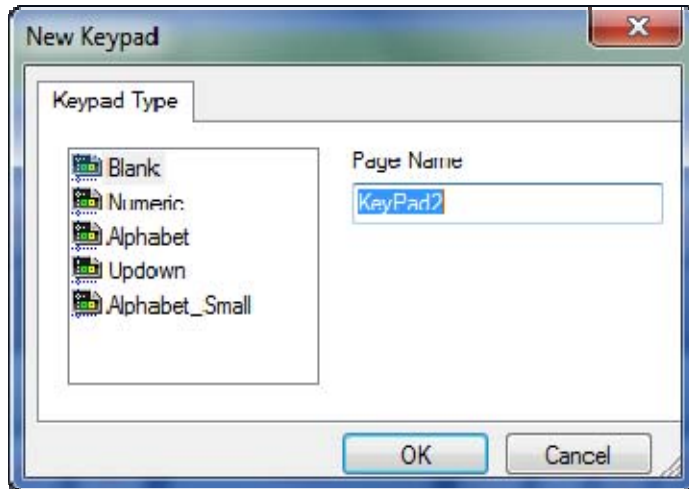 New Keypad
Keypad Type
Blank
Numeric
Alphabet
Updown
Alphabet_Small
Page Name
KeyPad2
OK
Cancel